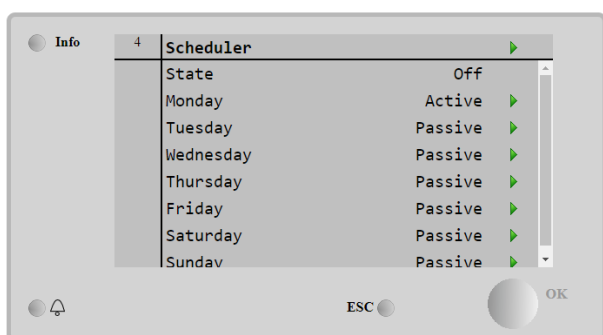 Info
4 Scheduler
State Off
Monday Active
Tuesday Passive
Wednesday Passive
Thursday Passive
Friday Passive
Saturday Passive
Sunday Passive
ESC OK